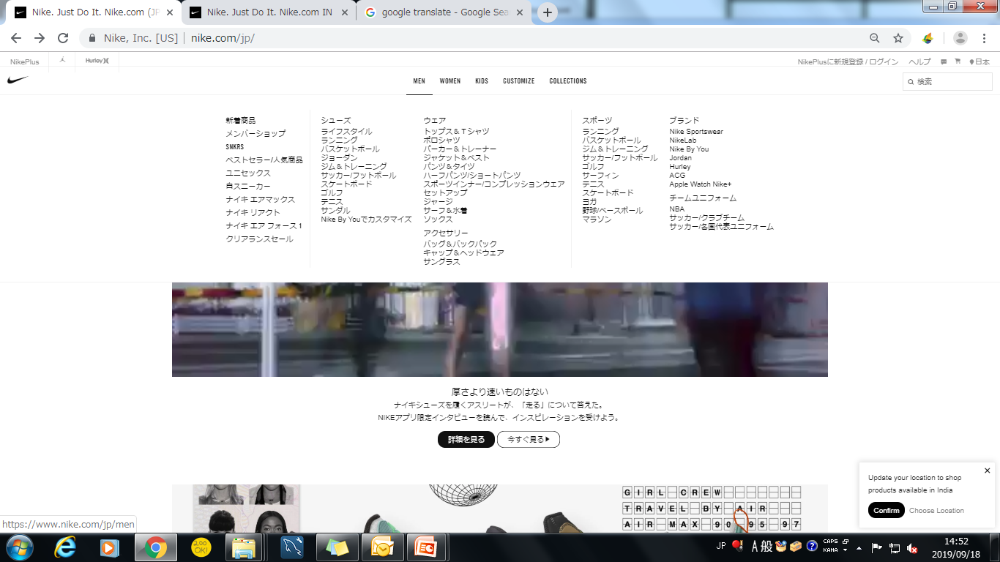 Nike. Just Do It. Nike.com (JP
Nike. Just Do It. Nike.com IN
google translate - Google Sea
Nike, Inc. [US] | nike.com/jp/
NikePlus
Hurley
NikePlusに新規登録 / ログイン
ヘルプ
日本
MEN
WOMEN
KIDS
CUSTOMIZE
COLLECTIONS
検索
新着商品
メンバーショップ
SNKRS
ベストセラー/人気商品
ユニセックス
白スニーカー
ナイキ エアマックス
ナイキ リアクト
ナイキ エア フォース 1
クリアランスセール
シューズ
ライフスタイル
ランニング
バスケットボール
ジョーダン
ジム＆トレーニング
サッカー/フットボール
スケートボード
ゴルフ
テニス
サンダル
Nike By Youでカスタマイズ
ウェア
トップス＆Ｔシャツ
ポロシャツ
パーカー＆トレーナー
ジャケット＆ベスト
パンツ＆タイツ
ハーフパンツ/ショートパンツ
スポーツインナー/コンプレッションウェア
セットアップ
ジャージ
サーフ＆水着
ソックス
アクセサリー
バッグ＆バックパック
キャップ＆ヘッドウェア
サングラス
スポーツ
ランニング
バスケットボール
ジム＆トレーニング
サッカー/フットボール
ゴルフ
サーフィン
テニス
スケートボード
ヨガ
野球/ベースボール
マラソン
ブランド
Nike Sportswear
NikeLab
Nike By You
Jordan
Hurley
ACG
Apple Watch Nike+
チームユニフォーム
NBA
サッカー/クラブチーム
サッカー/各国代表ユニフォーム
厚さより速いものはない
ナイキシューズを履くアスリートが、「走る」について答えた。
NIKEアプリ限定インタビューを読んで、インスピレーションを受けよう。
詳細を見る
今すぐ見る
GIRL CREW
TRAVEL BY AIR
AIR MAX 90 95 97
Update your location to shop
products available in India
Confirm
Choose Location
https://www.nike.com/jp/men
2:00
OK!
JP
A 般
CAPS
KANA
14:52
2019/09/18